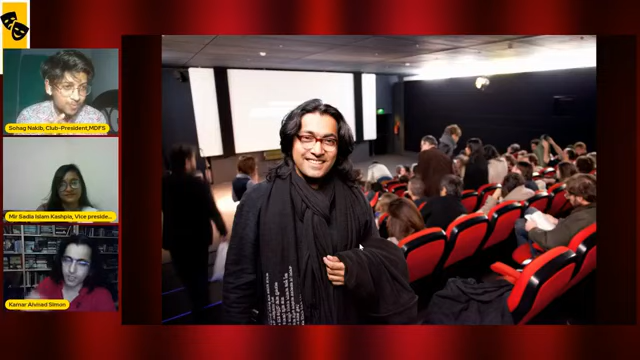 Sohag Nakib, Club-President,MDFS
Mir Sadia Islam Kashpia, Vice preside...
Kamar Ahmad Simon